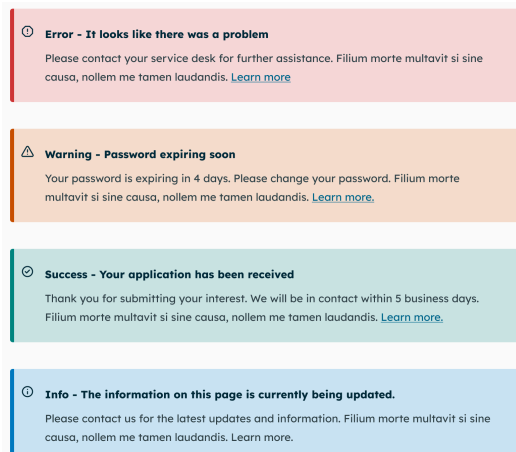 Error - It looks like there was a problem
Please contact your service desk for further assistance. Filium morte multavit si sine
causa, nollem me tamen laudandis. Learn more
Warning - Password expiring soon
Your password is expiring in 4 days. Please change your password. Filium morte
multavit si sine causa, nollem me tamen laudandis. Learn more.
Success - Your application has been received
Thank you for submitting your interest. We will be in contact within 5 business days.
Filium morte multavit si sine causa, nollem me tamen laudandis. Learn more.
Info - The information on this page is currently being updated.
Please contact us for the latest updates and information. Filium morte multavit si sine
causa, nollem me tamen laudandis. Learn more.